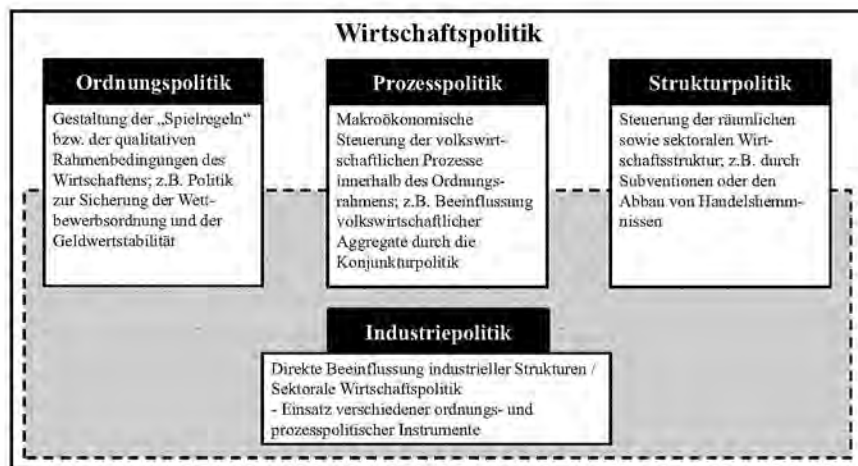 Wirtschaftspolitik
Ordnungspolitik
Gestaltung der „Spielregeln“
bzw. der qualitativen
Rahmenbedingungen des
Wirtschaftens; z.B. Politik
zur Sicherung der Wett-
bewerbsordnung und der
Geldwertstabilität
Prozesspolitik
Makroökonomische
Steuerung der volkswirt-
schaftlichen Prozesse
innerhalb des Ordnungs-
rahmens; z.B. Beeinflussung
volkswirtschaftlicher
Aggregate durch die
Konjunkturpolitik
Strukturpolitik
Steuerung der räumlichen
sowie sektoralen Wirt-
schaftsstruktur; z.B. durch
Subventionen oder den
Abbau von Handelshemm-
nissen
Industriepolitik
Direkte Beeinflussung industrieller Strukturen /
Sektorale Wirtschaftspolitik
- Einsatz verschiedener ordnungs- und
prozesspolitischer Instrumente